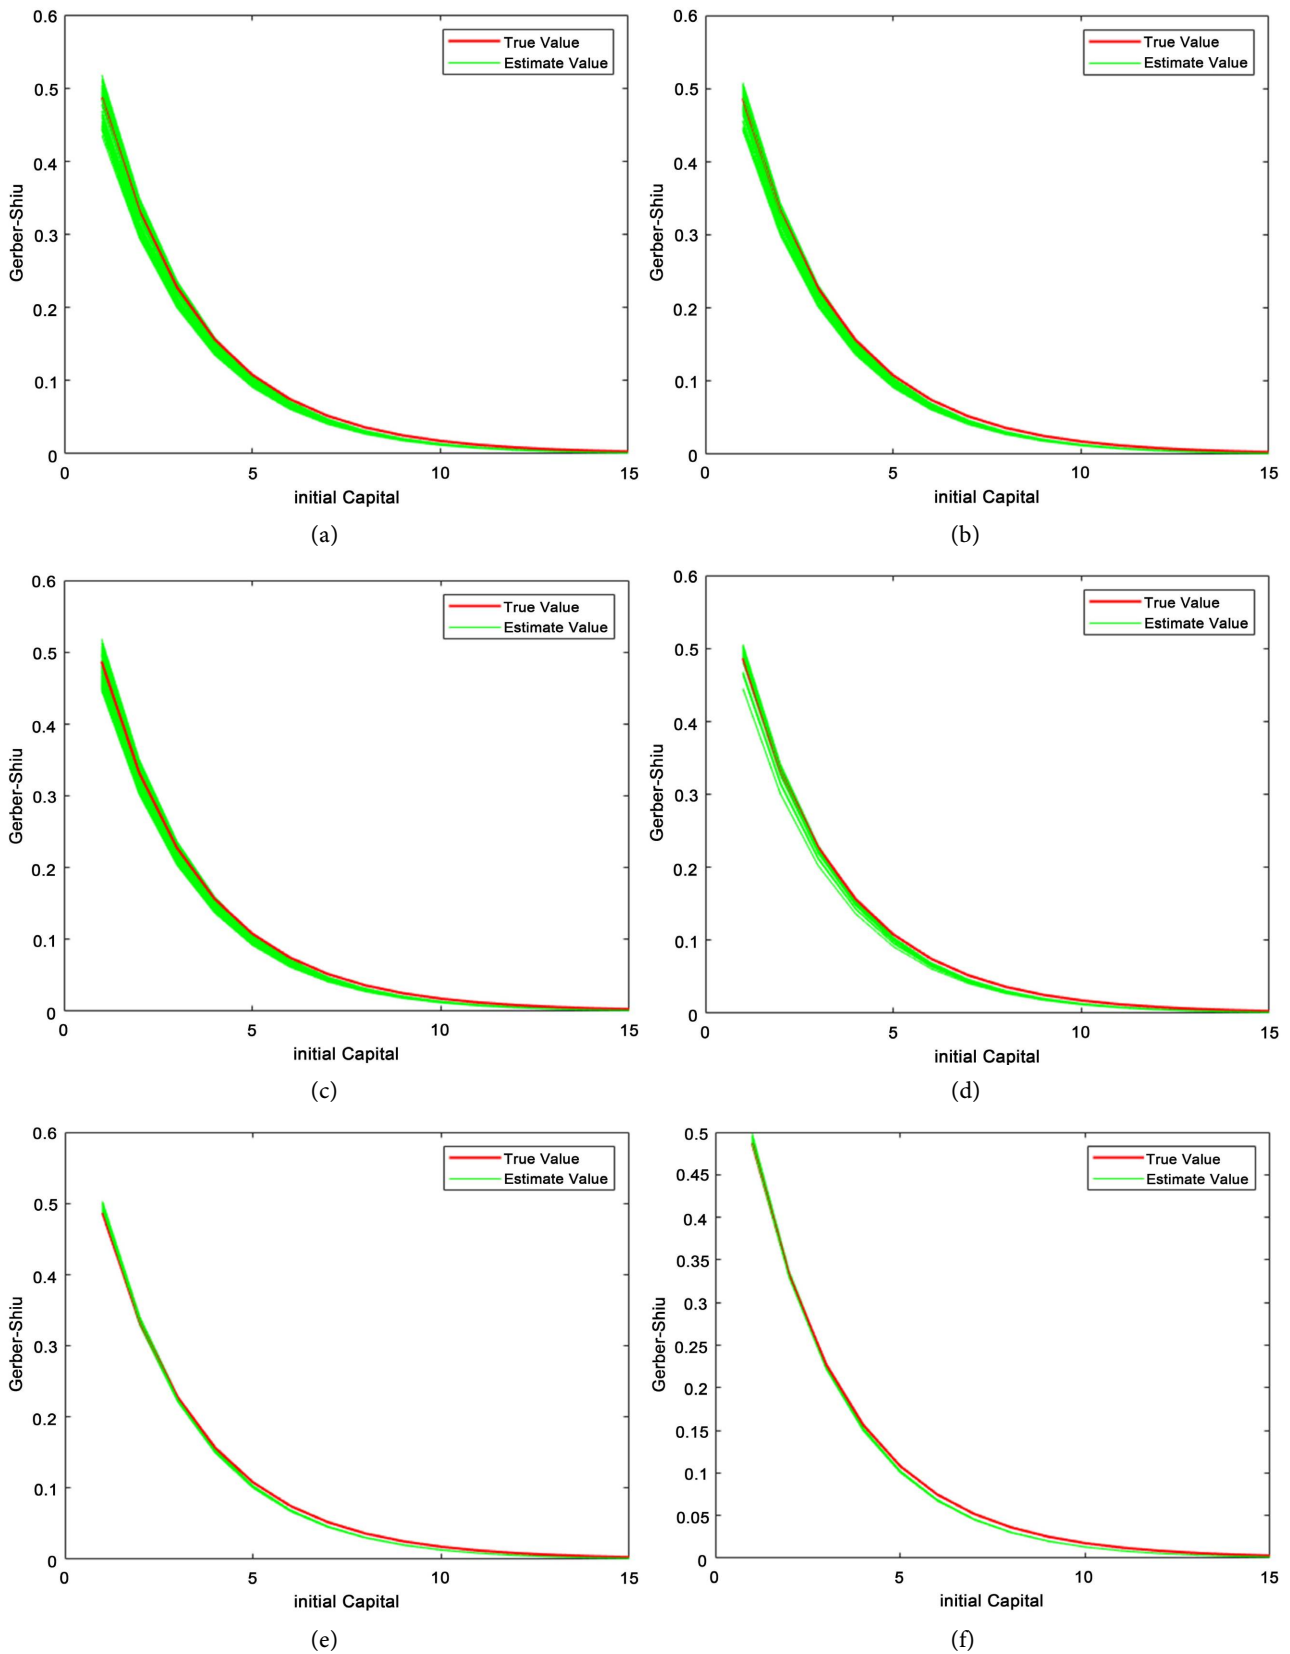 0.6
0.5
0.4
0.3
0.2
0.1
0
Gerber-Shiu
True Value
Estimate Value
0 5 10 15
initial Capital
(a)
0.6
0.5
0.4
0.3
0.2
0.1
0
Gerber-Shiu
True Value
Estimate Value
0 5 10 15
initial Capital
(b)
0.6
0.5
0.4
0.3
0.2
0.1
0
Gerber-Shiu
True Value
Estimate Value
0 5 10 15
initial Capital
(c)
0.6
0.5
0.4
0.3
0.2
0.1
0
Gerber-Shiu
True Value
Estimate Value
0 5 10 15
initial Capital
(d)
0.6
0.5
0.4
0.3
0.2
0.1
0
Gerber-Shiu
True Value
Estimate Value
0 5 10 15
initial Capital
(e)
0.5
0.45
0.4
0.35
0.3
0.25
0.2
0.15
0.1
0.05
0
Gerber-Shiu
True Value
Estimate Value
0 5 10 15
initial Capital
(f)